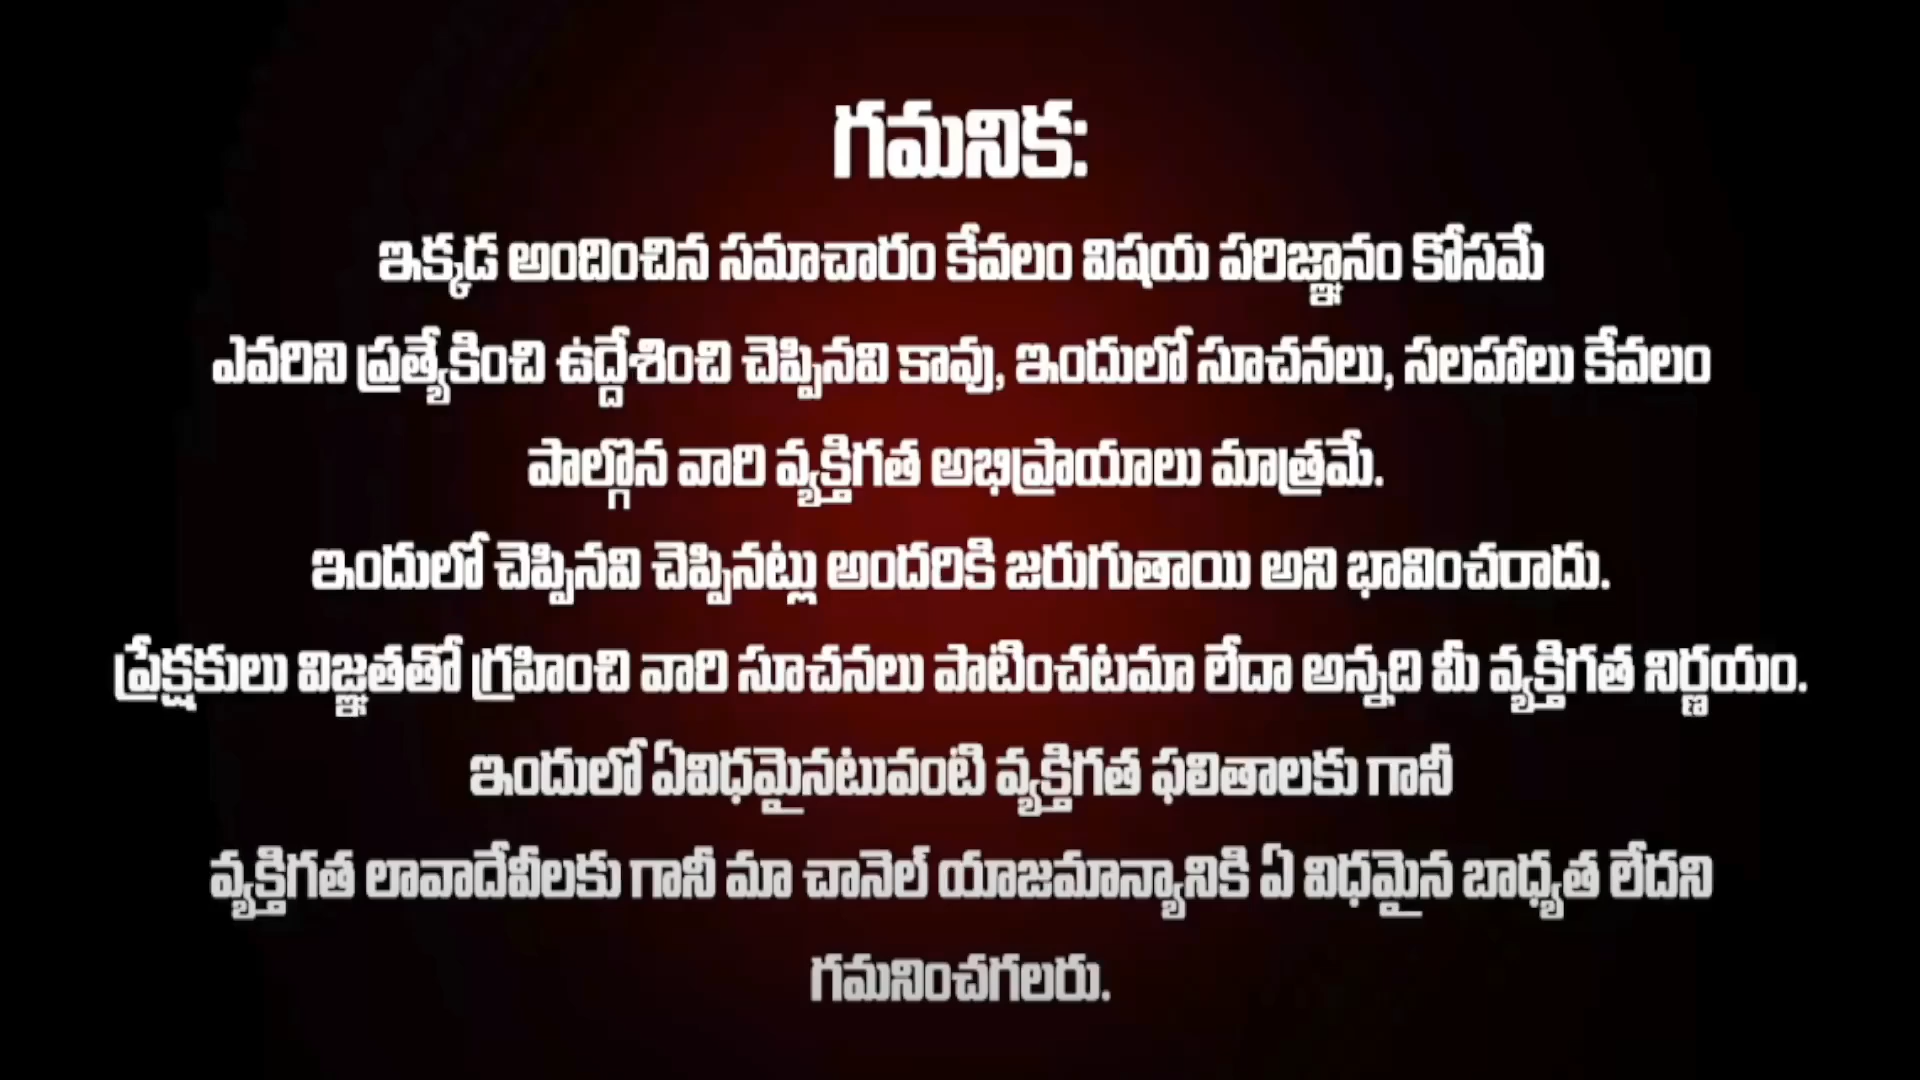 గమనిక:
ఇక్కడ అందించిన సమాచారం కేవలం విషయ పరిజ్ఞానం కోసమే
ఎవరిని ప్రత్యేకించి ఉద్దేశించి చెప్పినవి కావు, ఇందులో సూచనలు, సలహాలు కేవలం
పాల్గొన వారి వ్యక్తిగత అభిప్రాయాలు మాత్రమే.
ఇందులో చెప్పినవి చెప్పినట్లు అందరికి జరుగుతాయి అని భావించరాదు.
ప్రేక్షకులు విజ్ఞతతో గ్రహించి వారి సూచనలు పాటించటమా లేదా అన్నది మీ వ్యక్తిగత నిర్ణయం.
ఇందులో ఏవిధమైనటువంటి వ్యక్తిగత ఫలితాలకు గానీ
వ్యక్తిగత లావాదేవీలకు గానీ మా చానెల్ యాజమాన్యానికి ఏ విధమైన బాధ్యత లేదని
గమనించగలరు.